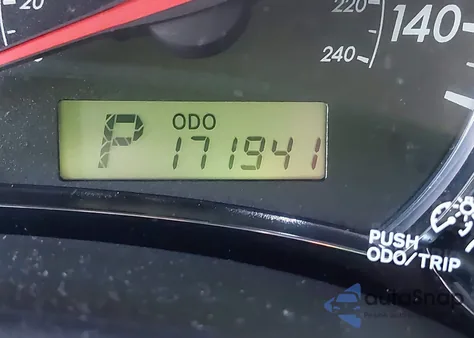 20
220
140
240
ODO
P 171941
PUSH
ODO/TRIP
autoSnap